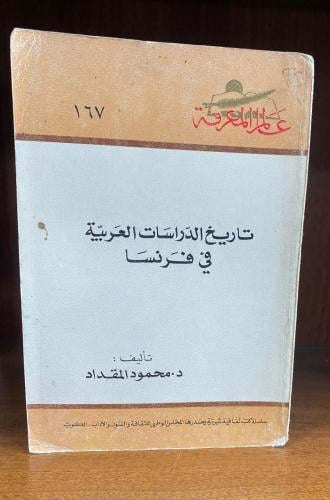 عالم المعرفة
١٦٧
تاريخ الدراسات العربية
في فرنسا
تأليف:
د. محمود المقداد
سلسلة كتب ثقافية شهرية يصدرها المجلس الوطني للثقافة والفنون والآداب - الكويت